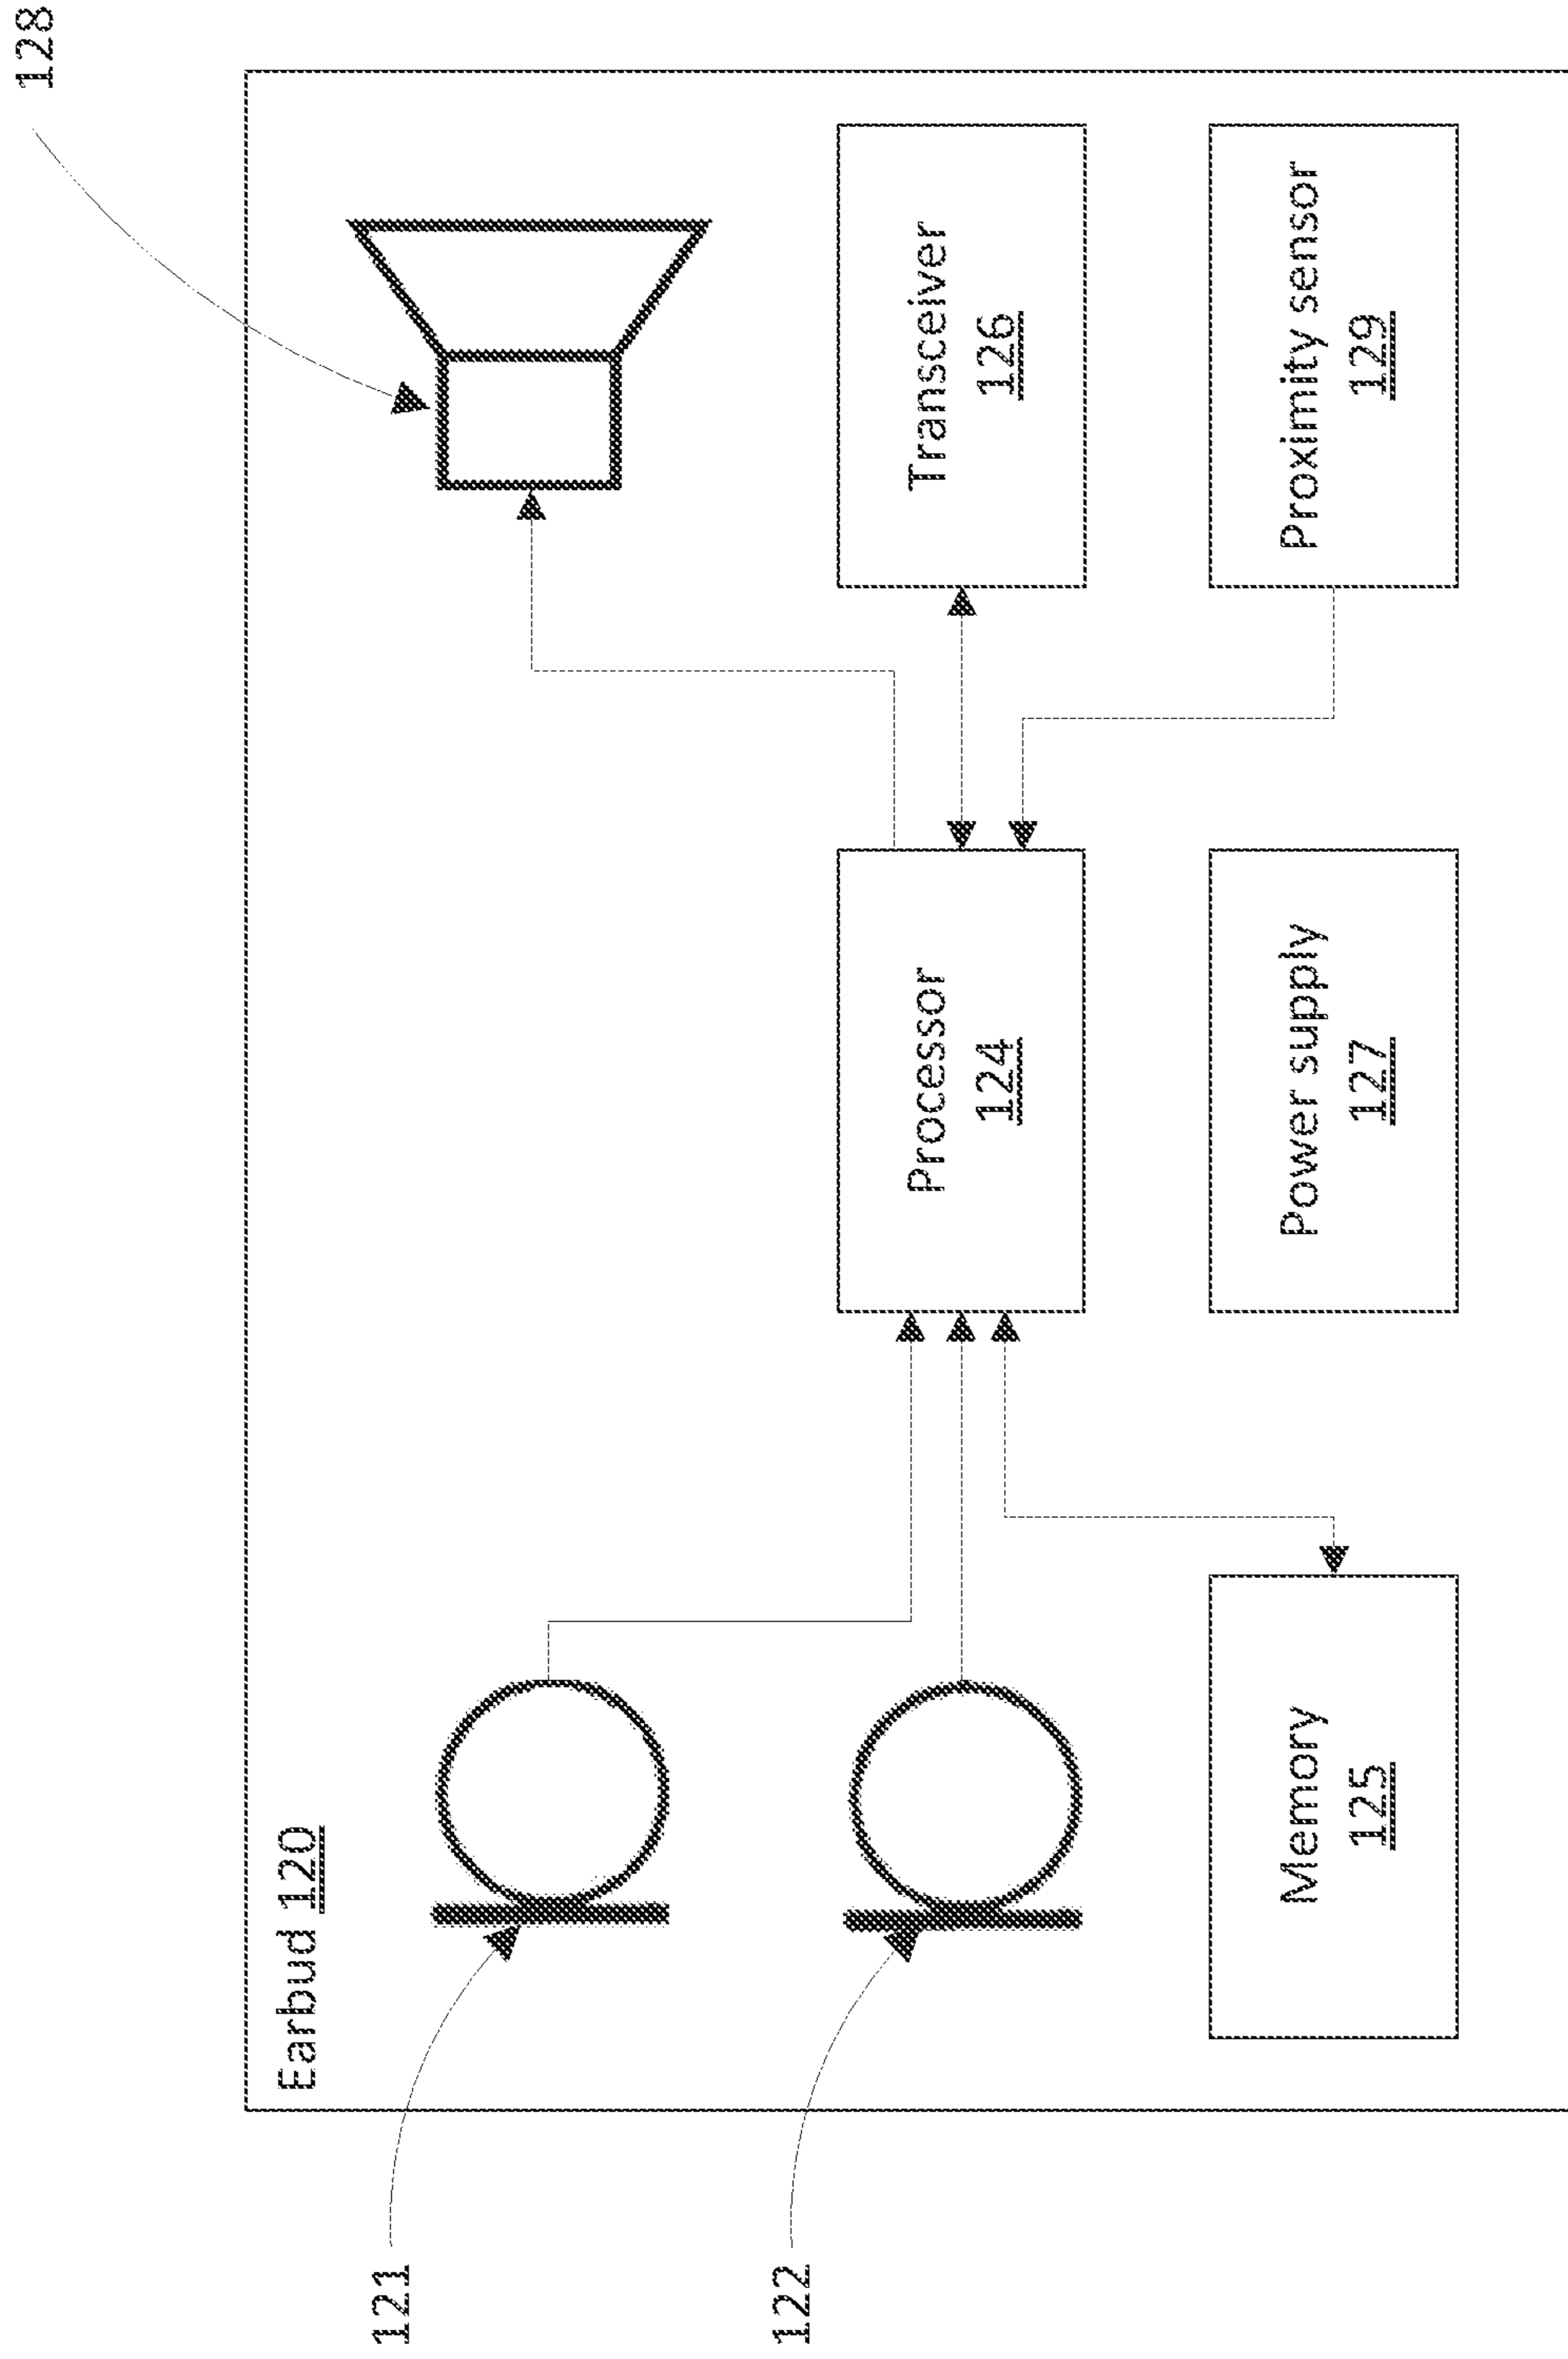 128
Earbud 120
121
122
Transceiver
126
Processor
124
Proximity sensor
129
Power supply
127
Memory
125